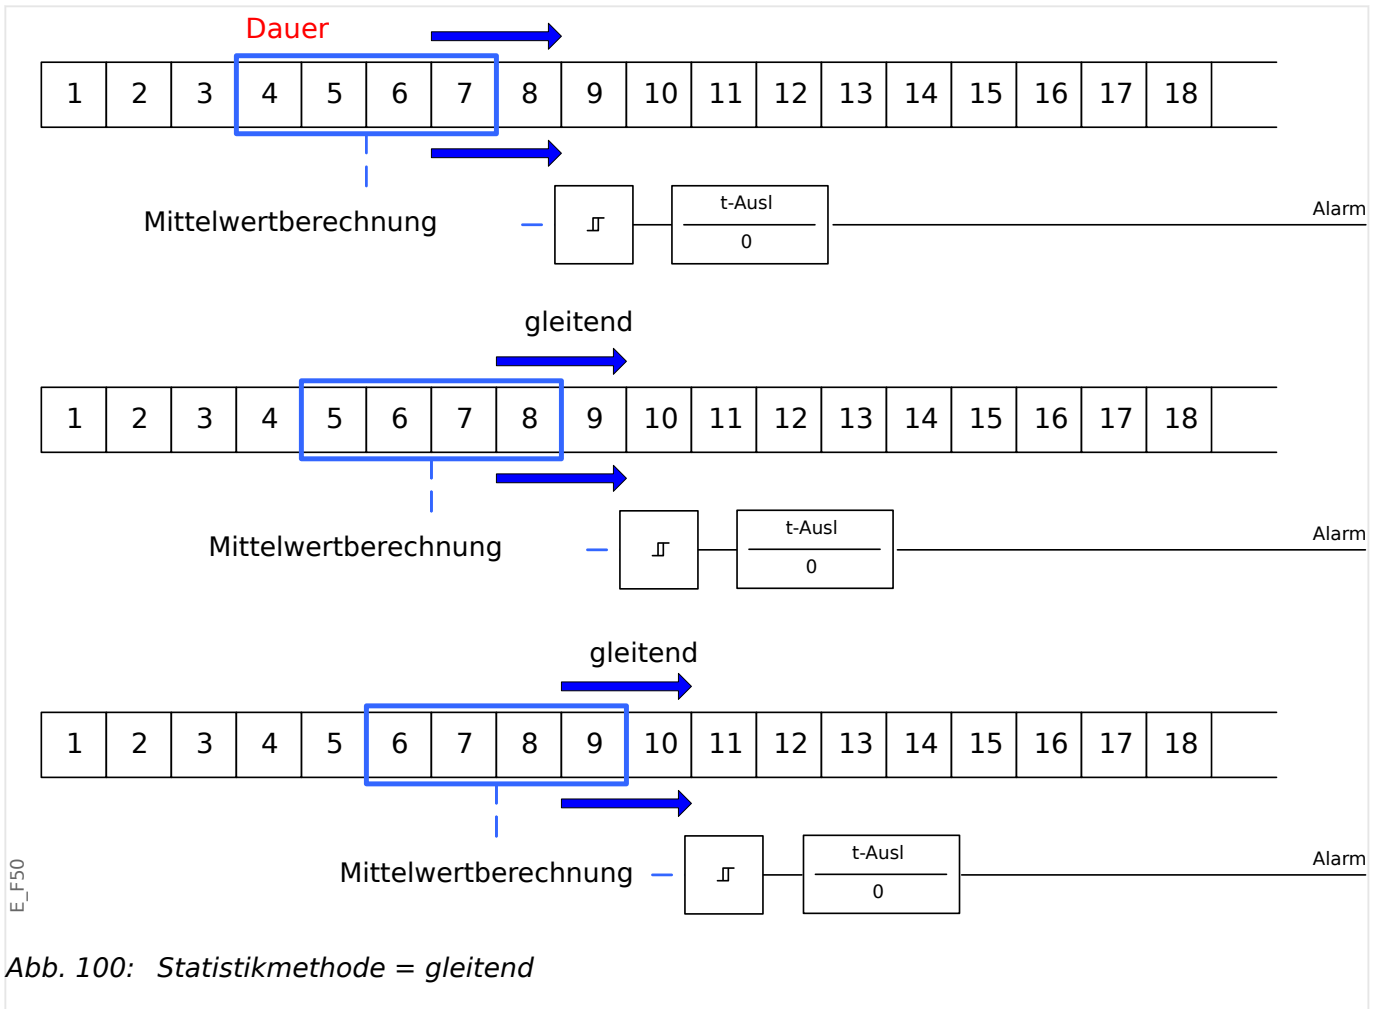 Dauer
1 2 3 4 5 6 7 8 9 10 11 12 13 14 15 16 17 18
Mittelwertberechnung
t-Ausl
0
Alarm
gleitend
1 2 3 4 5 6 7 8 9 10 11 12 13 14 15 16 17 18
Mittelwertberechnung
t-Ausl
0
Alarm
gleitend
1 2 3 4 5 6 7 8 9 10 11 12 13 14 15 16 17 18
Mittelwertberechnung
t-Ausl
0
Alarm
E_F50
Abb. 100: Statistikmethode = gleitend